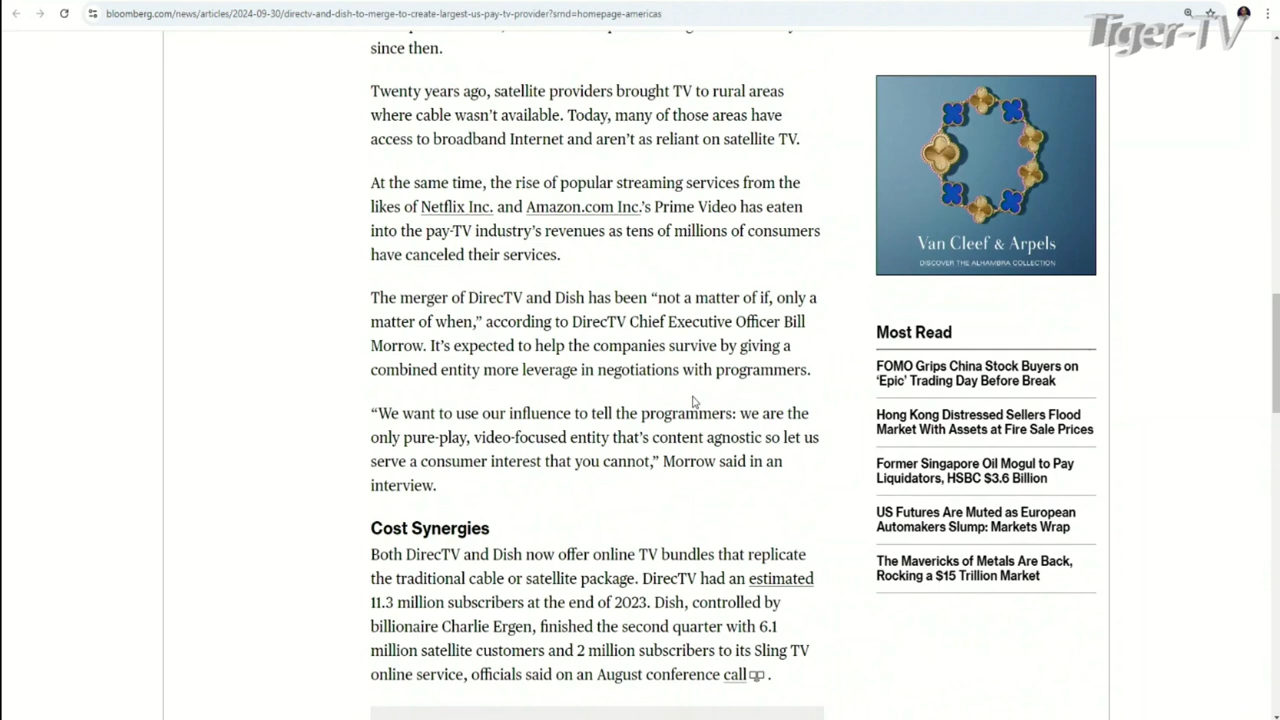 bloomberg.com/news/articles/2024-09-30/directv-and-dish-to-merge-to-create-largest-us-pay-tv-provider?srnd=homepage-americas
Tiger-TV
since then.
Twenty years ago, satellite providers brought TV to rural areas
where cable wasn’t available. Today, many of those areas have
access to broadband Internet and aren’t as reliant on satellite TV.
At the same time, the rise of popular streaming services from the
likes of Netflix Inc. and Amazon.com Inc.’s Prime Video has eaten
into the pay-TV industry’s revenues as tens of millions of consumers
have canceled their services.
The merger of DirecTV and Dish has been “not a matter of if, only a
matter of when,” according to DirecTV Chief Executive Officer Bill
Morrow. It’s expected to help the companies survive by giving a
combined entity more leverage in negotiations with programmers.
“We want to use our influence to tell the programmers: we are the
only pure-play, video-focused entity that’s content agnostic so let us
serve a consumer interest that you cannot,” Morrow said in an
interview.
Cost Synergies
Both DirecTV and Dish now offer online TV bundles that replicate
the traditional cable or satellite package. DirecTV had an estimated
11.3 million subscribers at the end of 2023. Dish, controlled by
billionaire Charlie Ergen, finished the second quarter with 6.1
million satellite customers and 2 million subscribers to its Sling TV
online service, officials said on an August conference call.
Van Cleef & Arpels
DISCOVER THE ALHAMBRA COLLECTION
Most Read
FOMO Grips China Stock Buyers on
‘Epic’ Trading Day Before Break
Hong Kong Distressed Sellers Flood
Market With Assets at Fire Sale Prices
Former Singapore Oil Mogul to Pay
Liquidators, HSBC $3.6 Billion
US Futures Are Muted as European
Automakers Slump: Markets Wrap
The Mavericks of Metals Are Back,
Rocking a $15 Trillion Market